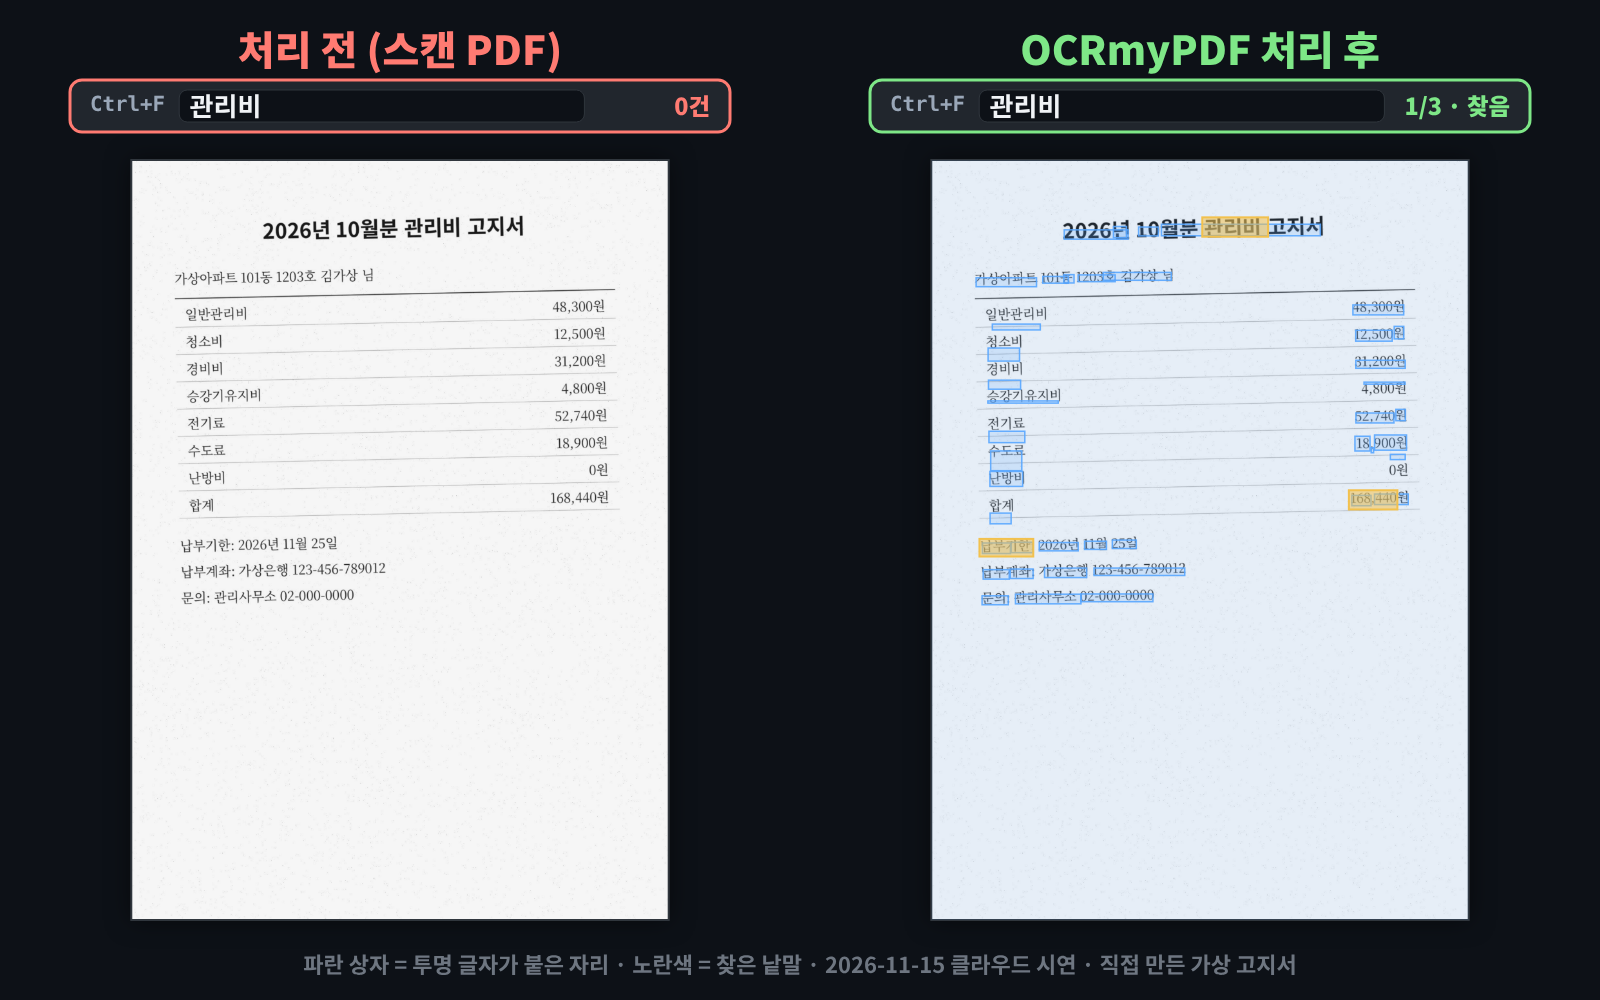 처리 전 (스캔 PDF)
Ctrl+F 관리비 0건
2026년 10월분 관리비 고지서
가상아파트 101동 1203호 김가상 님
일반관리비 48,300원
청소비 12,500원
경비비 31,200원
승강기유지비 4,800원
전기료 52,740원
수도료 18,900원
난방비 0원
합계 168,440원
납부기한: 2026년 11월 25일
납부계좌: 가상은행 123-456-789012
문의: 관리사무소 02-000-0000
OCRmyPDF 처리 후
Ctrl+F 관리비 1/3 · 찾음
2026년 10월분 관리비 고지서
가상아파트 101동 1203호 김가상 님
일반관리비 48,300원
청소비 12,500원
경비비 31,200원
승강기유지비 4,800원
전기료 52,740원
수도료 18,900원
난방비 0원
합계 168,440원
납부기한: 2026년 11월 25일
납부계좌: 가상은행 123-456-789012
문의: 관리사무소 02-000-0000
파란 상자 = 투명 글자가 붙은 자리 · 노란색 = 찾은 낱말 · 2026-11-15 클라우드 시연 · 직접 만든 가상 고지서